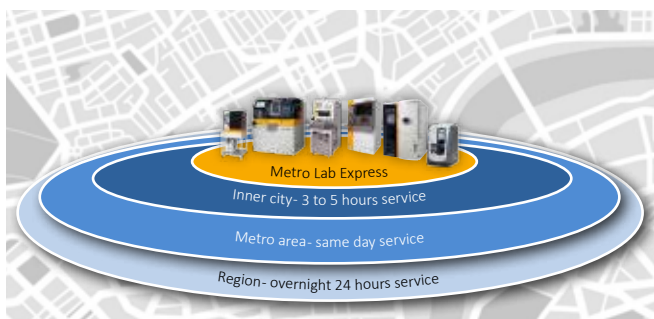 Metro Lab Express
Inner city- 3 to 5 hours service
Metro area- same day service
Region- overnight 24 hours service